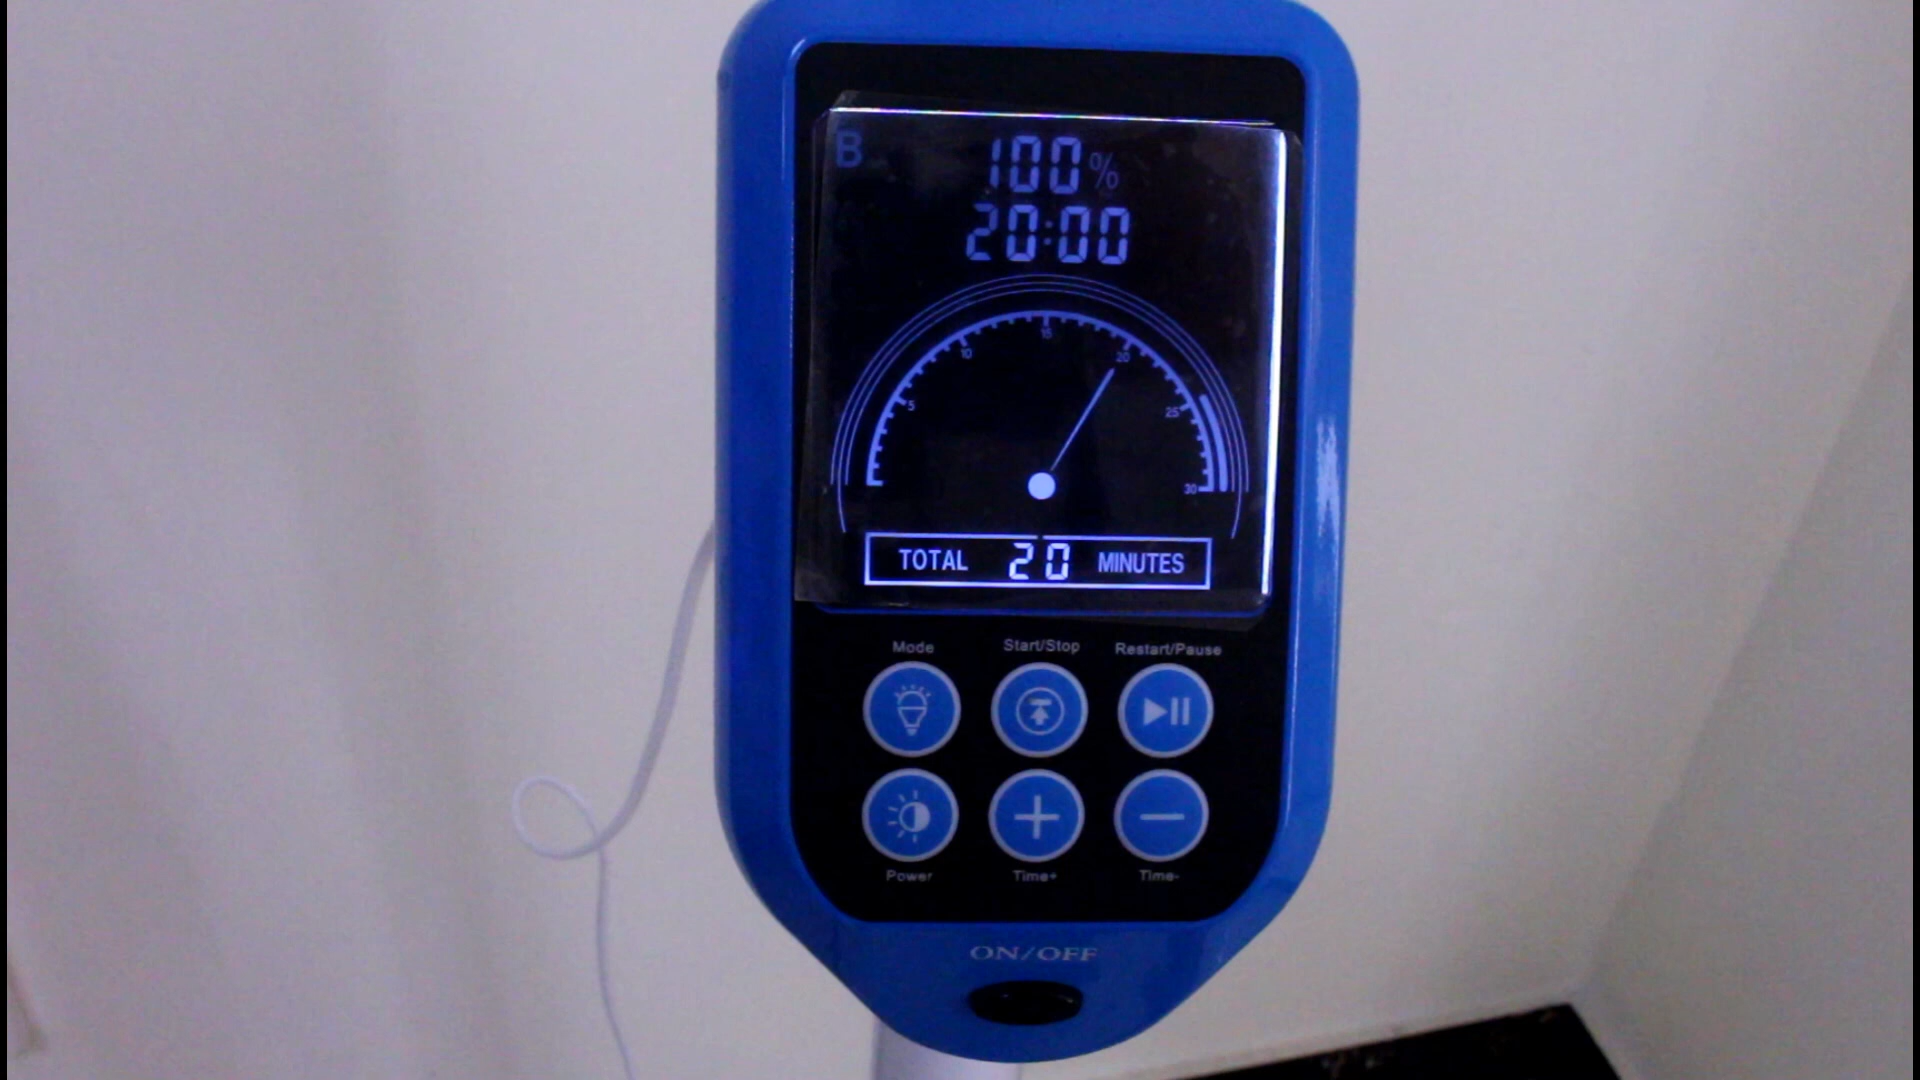 B
100%
20:00
5 10 15 20 25 30
TOTAL 20 MINUTES
Mode Start/Stop Restart/Pause
Power Time+ Time-
ON/OFF